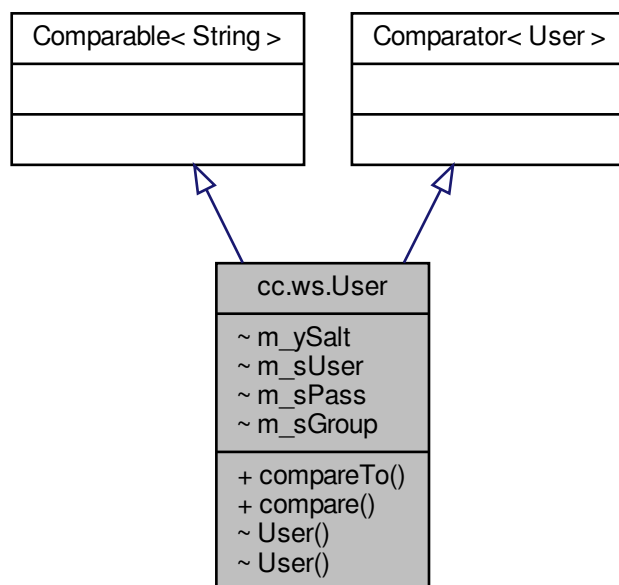 Comparable< String >
Comparator< User >
cc.ws.User
~ m_ySalt
~ m_sUser
~ m_sPass
~ m_sGroup
+ compareTo()
+ compare()
~ User()
~ User()